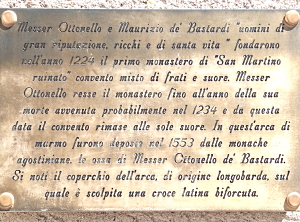 Messer Ottonello e Maurizio de' Bastardi "uomini di
gran riputezione, ricchi e di santa vita" fondarono
nell'anno 1224 il primo monastero di "San Martino
ruinato" convento misto di frati e suore. Messer
Ottonello resse il monastero fino all'anno della sua
morte avvenuta probabilmente nel 1234 e da questa
data il convento rimase alle sole suore. In quest'arca di
marmo furono deposte nel 1553 dalle monache
agostiniane, le ossa di Messer Ottonello de' Bastardi.
Si noti il coperchio dell'arca, di origine longobarda, sul
quale è scolpita una croce latina biforcuta.